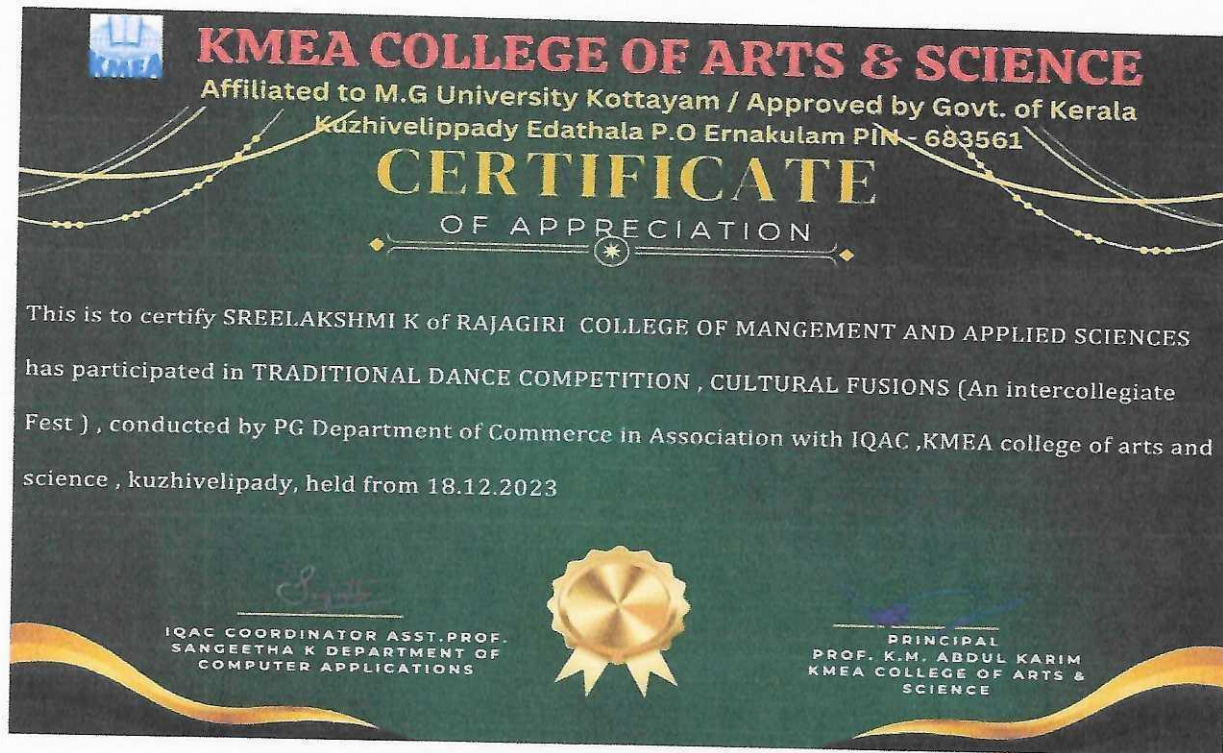 KMEA
KMEA COLLEGE OF ARTS & SCIENCE
Affiliated to M.G University Kottayam / Approved by Govt. of Kerala
Kuzhivelippady Edathala P.O Ernakulam PIN - 683561
CERTIFICATE
OF APPRECIATION
This is to certify SREELAKSHMI K of RAJAGIRI COLLEGE OF MANGEMENT AND APPLIED SCIENCES
has participated in TRADITIONAL DANCE COMPETITION , CULTURAL FUSIONS (An intercollegiate
Fest ) , conducted by PG Department of Commerce in Association with IQAC ,KMEA college of arts and
science , kuzhivelipady, held from 18.12.2023
IQAC COORDINATOR ASST.PROF.
SANGEETHA K DEPARTMENT OF
COMPUTER APPLICATIONS
PRINCIPAL
PROF. K.M. ABDUL KARIM
KMEA COLLEGE OF ARTS &
SCIENCE